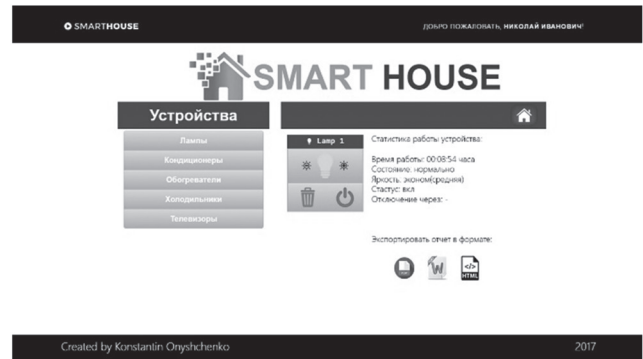 SMARTHOUSE
ДОБРО ПОЖАЛОВАТЬ, НИКОЛАЙ ИВАНОВИЧ!
SMART HOUSE
Устройства
Лампы
Кондиционеры
Обогреватели
Холодильники
Телевизоры
Lamp 1
Статистика работы устройства:
Время работы: 00:08:54 часа
Состояние: нормально
Яркость: эконом(средняя)
Стастус: вкл
Отключение через: -
Экспортировать отчет в формате:
W
</>
HTML
Created by Konstantin Onyshchenko
2017